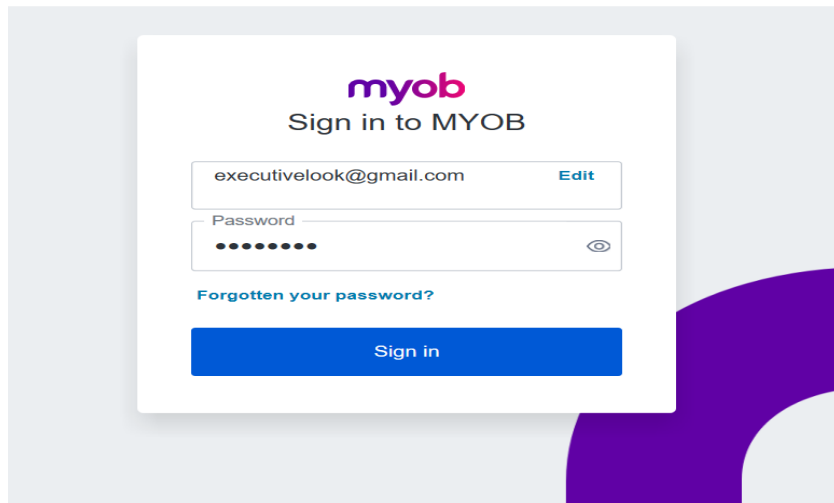 myob
Sign in to MYOB
executivelook@gmail.com Edit
Password
••••••••
Forgotten your password?
Sign in